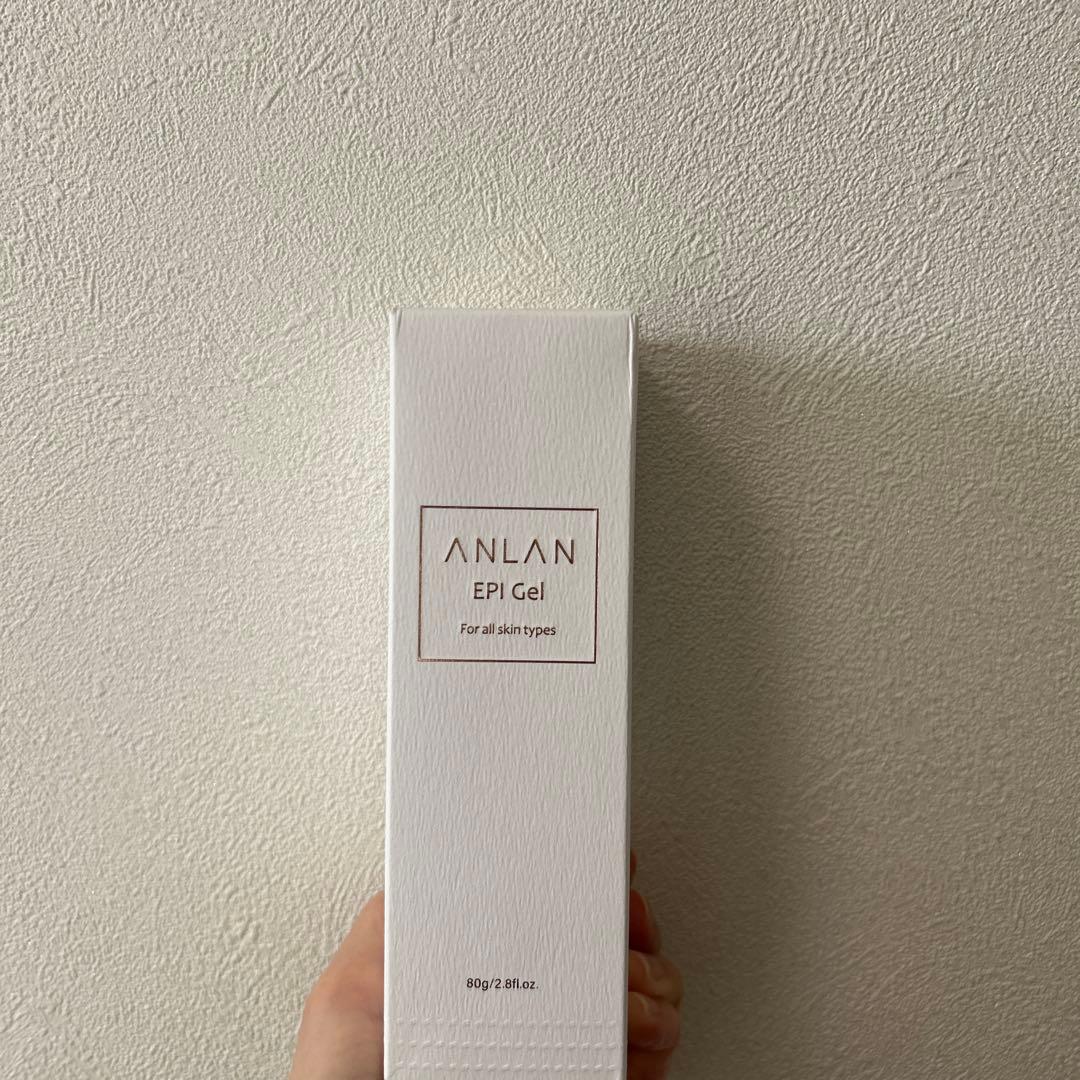 ANLAN
EPI Gel
For all skin types
80g/2.8fl.oz.